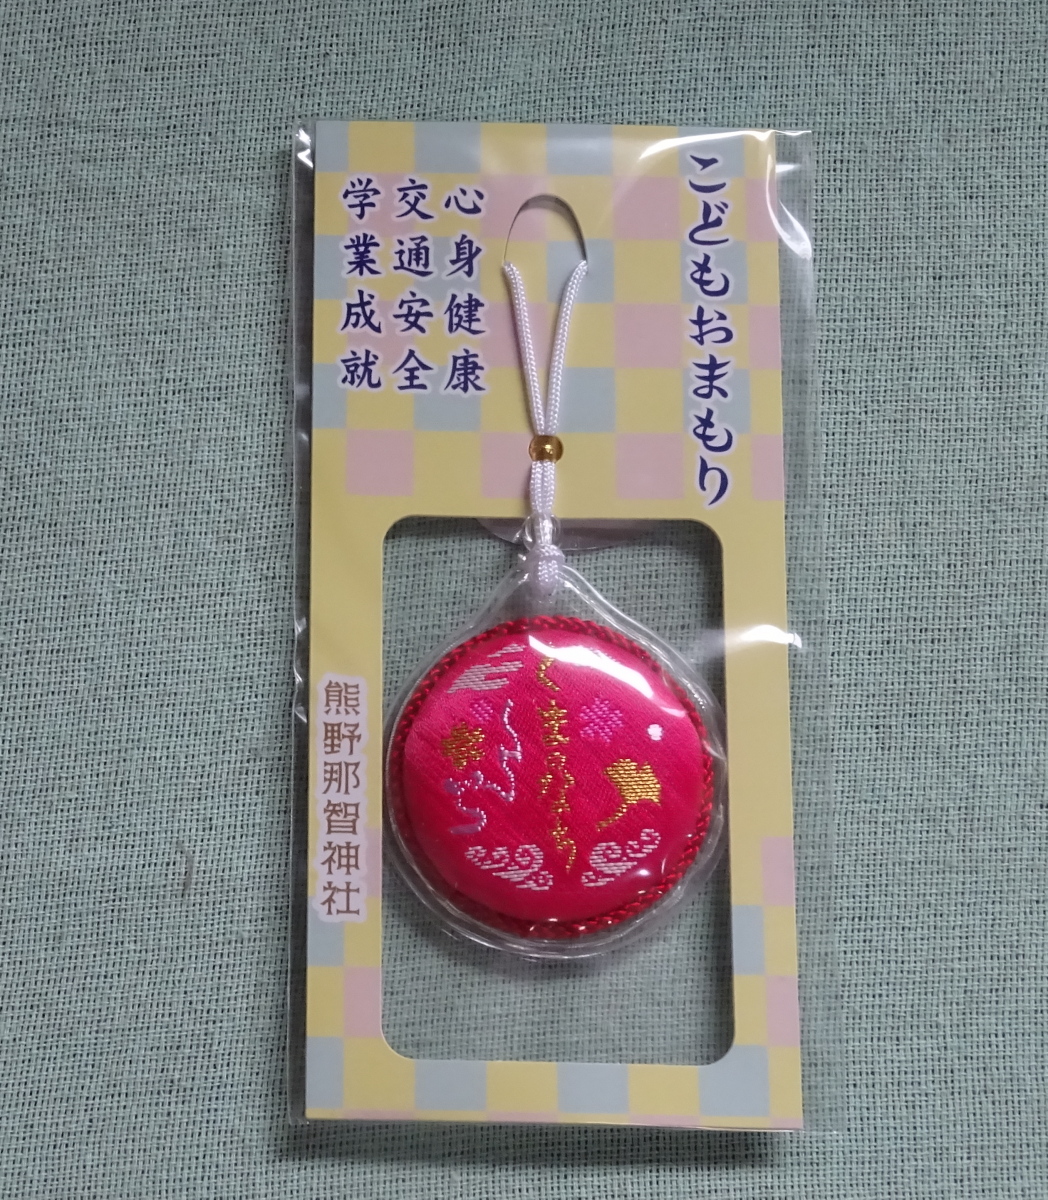 こどもおまもり
心身健康
交通安全
学業成就
熊野那智神社